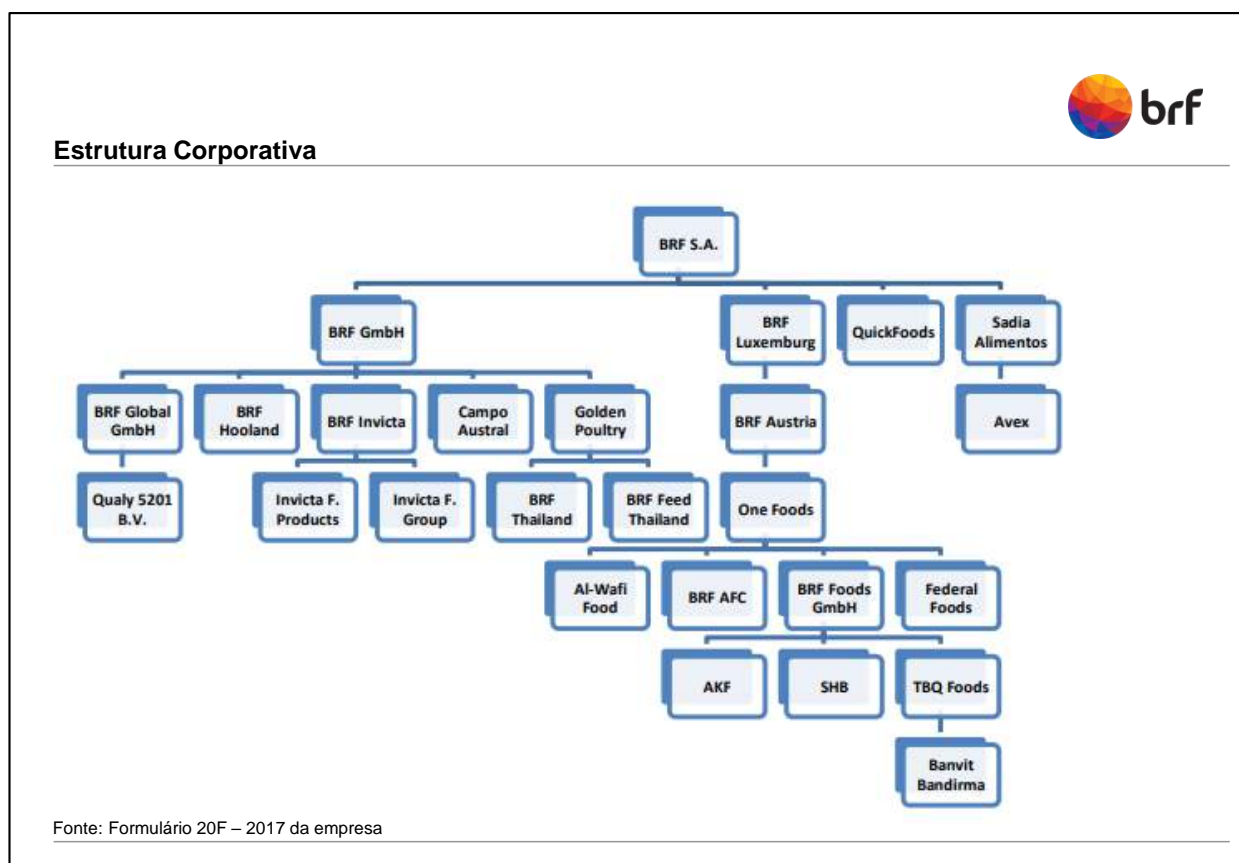 brf
Estrutura Corporativa
BRF S.A.
BRF GmbH
BRF
Luxemburg
QuickFoods
Sadia
Alimentos
BRF Global
GmbH
BRF
Hooland
BRF Invicta
Campo
Austral
Golden
Poultry
BRF Austria
Avex
Qualy 5201
B.V.
Invicta F.
Products
Invicta F.
Group
BRF
Thailand
BRF Feed
Thailand
One Foods
Al-Wafi
Food
BRF AFC
BRF Foods
GmbH
Federal
Foods
AKF
SHB
TBQ Foods
Banvit
Bandirma
Fonte: Formulário 20F – 2017 da empresa